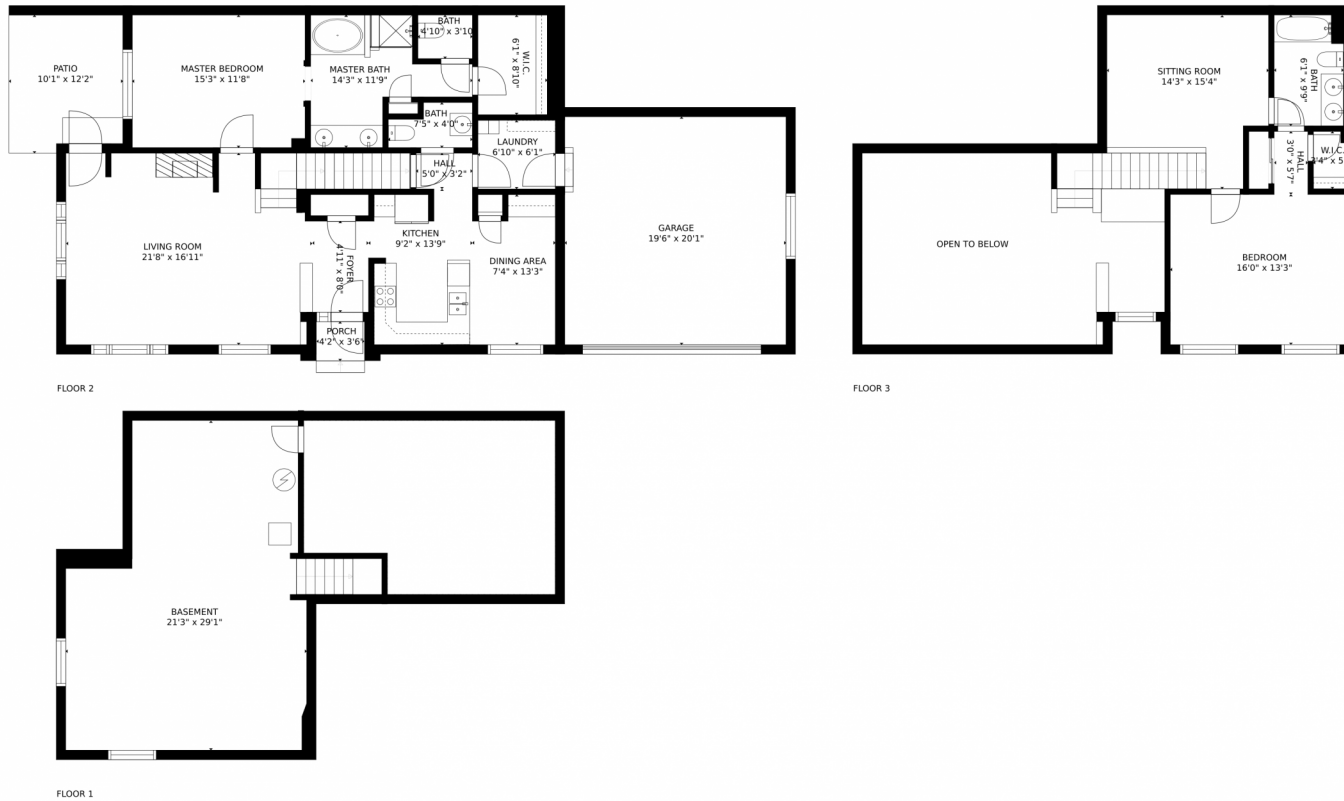 PATIO
10'1" x 12'2"
MASTER BEDROOM
15'3" x 11'8"
MASTER BATH
14'3" x 11'9"
BATH
4'10" x 3'10"
W.I.C.
6'1" x 8'10"
BATH
7'5" x 4'0"
LAUNDRY
6'10" x 6'1"
HALL
5'0" x 3'2"
LIVING ROOM
21'8" x 16'11"
FOYER
4'11" x 8'0"
KITCHEN
9'2" x 13'9"
DINING AREA
7'4" x 13'3"
PORCH
4'2" x 3'6"
GARAGE
19'6" x 20'1"
FLOOR 2
SITTING ROOM
14'3" x 15'4"
BATH
6'1" x 9'9"
HALL
3'0" x 5'7"
W.I.C.
OPEN TO BELOW
BEDROOM
16'0" x 13'3"
FLOOR 3
BASEMENT
21'3" x 29'1"
FLOOR 1